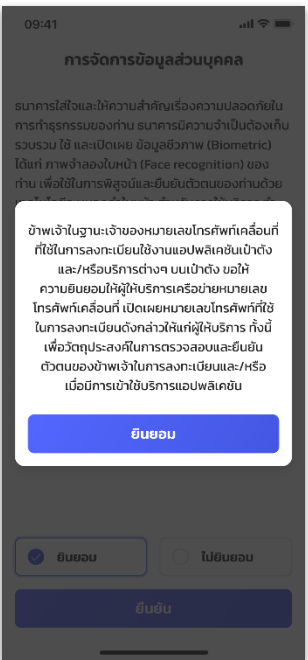 09:41
การจัดการข้อมูลส่วนบุคคล
ธนาคารใส่ใจและให้ความสำคัญเรื่องความปลอดภัยใน
การทำธุรกรรมของท่าน ธนาคารมีความจำเป็นต้องเก็บ
รวบรวม ใช้ และเปิดเผย ข้อมูลชีวภาพ (Biometric)
ได้แก่ ภาพจำลองใบหน้า (Face recognition) ของ
ท่าน เพื่อใช้ในการพิสูจน์และยืนยันตัวตนของท่านด้วย
ข้าพเจ้าในฐานะเจ้าของหมายเลขโทรศัพท์เคลื่อนที่
ที่ใช้ในการลงทะเบียนใช้งานแอปพลิเคชันเป๋าตัง
และ/หรือบริการต่างๆ บนเป๋าตัง ขอให้
ความยินยอมให้ผู้ให้บริการเครือข่ายหมายเลข
โทรศัพท์เคลื่อนที่ เปิดเผยหมายเลขโทรศัพท์ที่ใช้
ในการลงทะเบียนดังกล่าวให้แก่ผู้ให้บริการ ทั้งนี้
เพื่อวัตถุประสงค์ในการตรวจสอบและยืนยัน
ตัวตนของข้าพเจ้าในการลงทะเบียนและ/หรือ
เมื่อมีการเข้าใช้บริการแอปพลิเคชัน
ยินยอม
ยินยอม ไม่ยินยอม
ยืนยัน